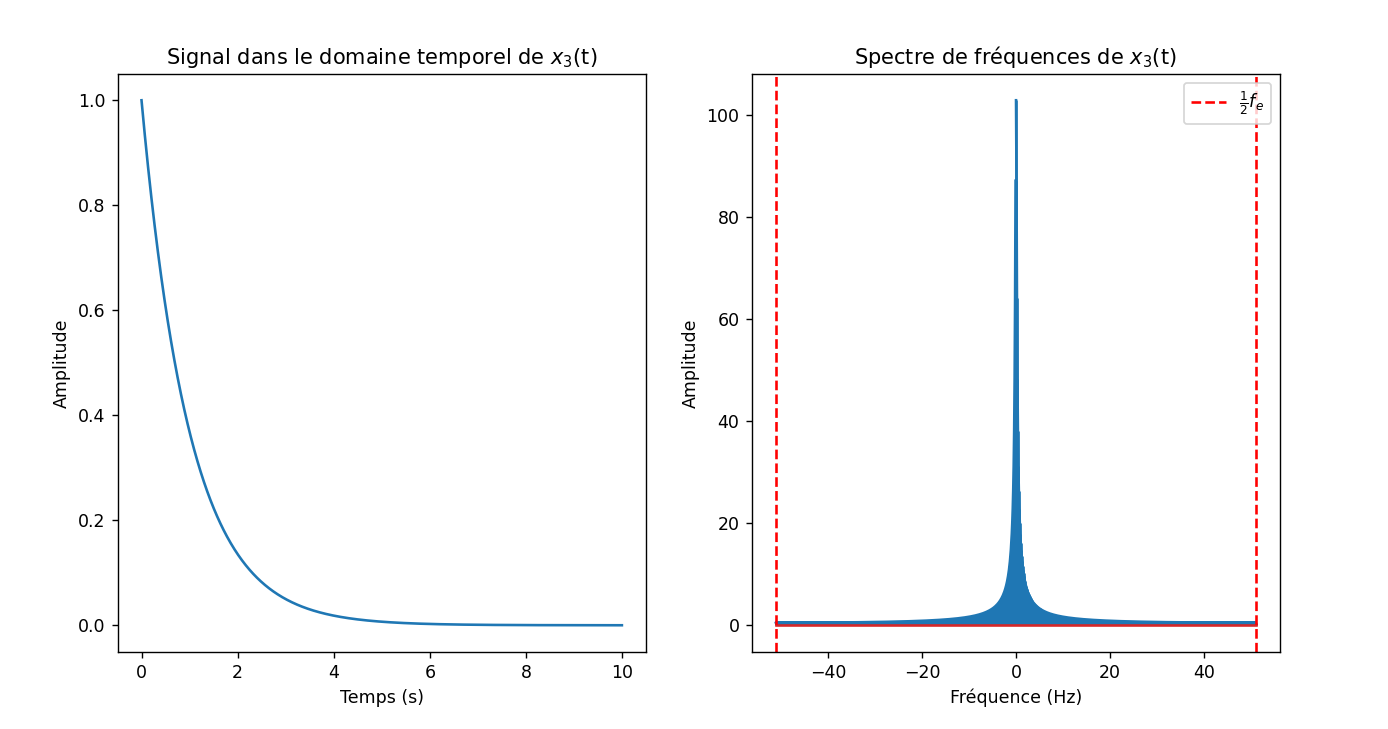 Signal dans le domaine temporel de x₃(t)
Amplitude
1.0
0.8
0.6
0.4
0.2
0.0
0 2 4 6 8 10
Temps (s)
Spectre de fréquences de x₃(t)
Amplitude
100
80
60
40
20
0
−40 −20 0 20 40
Fréquence (Hz)
½fₑ